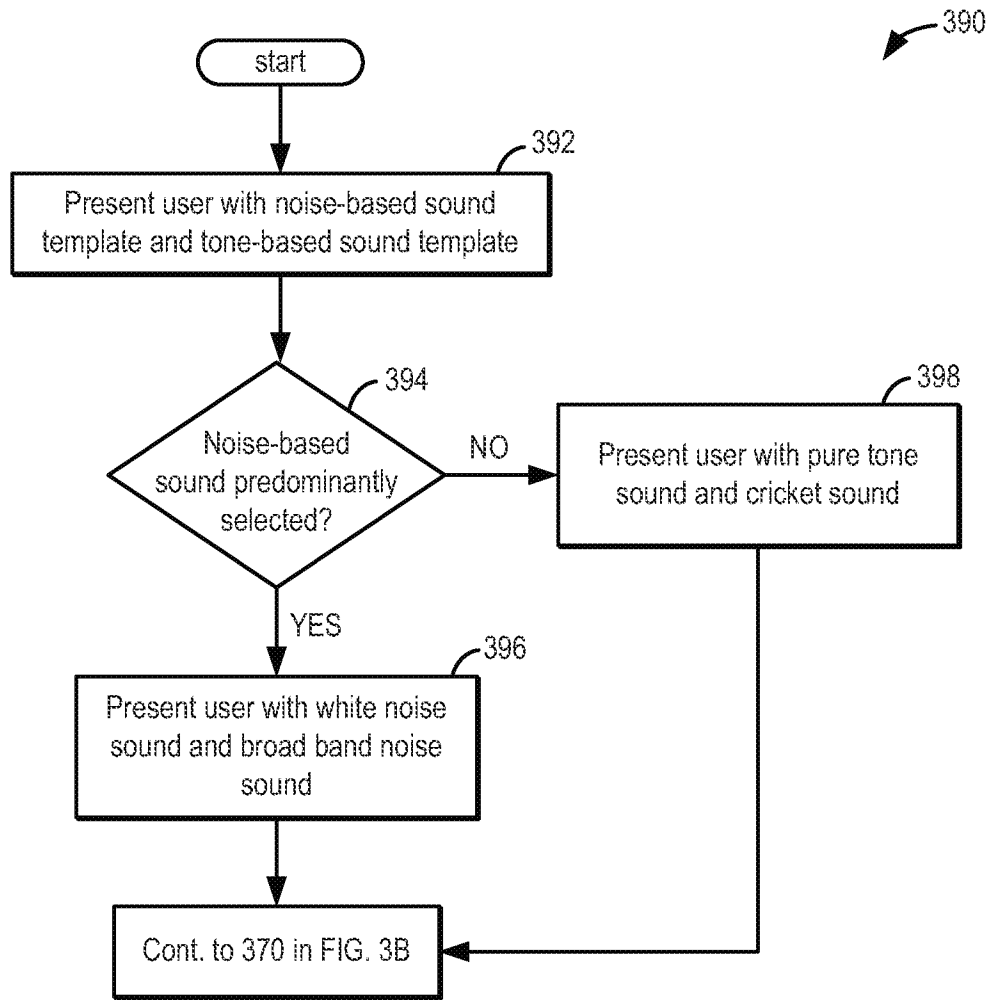 390
start
392
Present user with noise-based sound
template and tone-based sound template
394
Noise-based
sound predominantly
selected?
NO
398
Present user with pure tone
sound and cricket sound
YES
396
Present user with white noise
sound and broad band noise
sound
Cont. to 370 in FIG. 3B